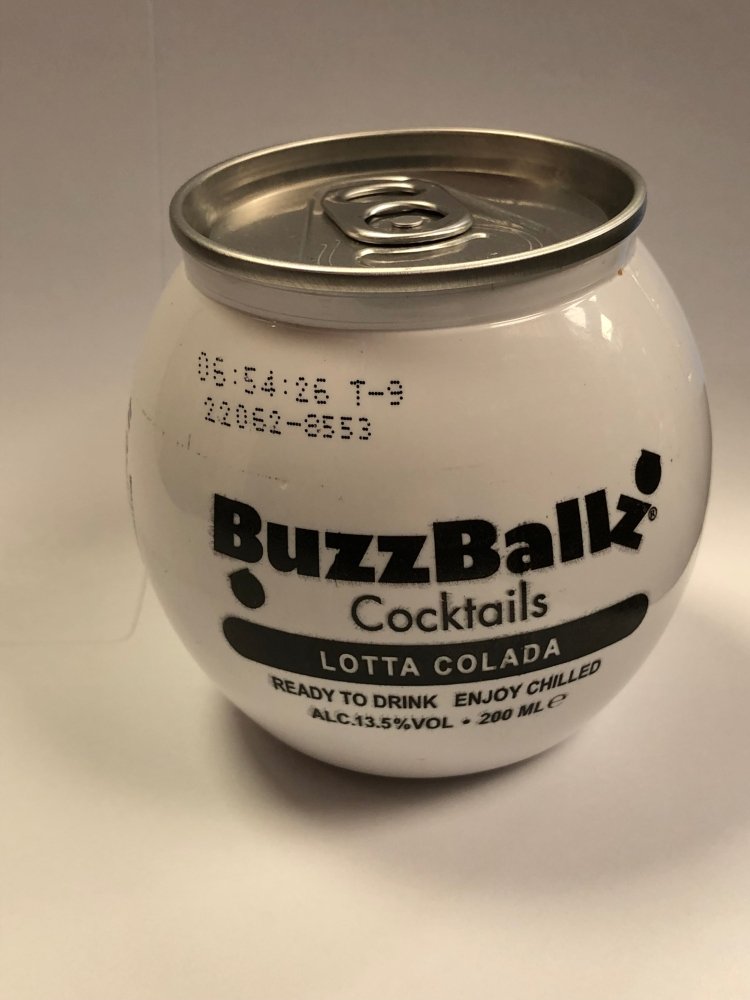 06:54:26 T-9
22062-8553
BuzzBallz®
Cocktails
LOTTA COLADA
READY TO DRINK ENJOY CHILLED
ALC.13.5%VOL • 200 ML ℮